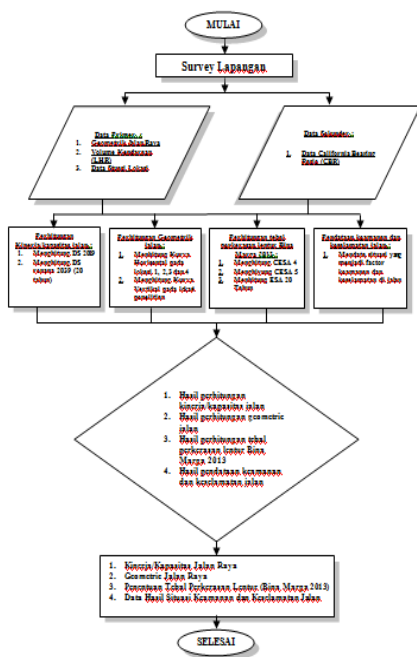 MULAI
Survey Lapangan
Data Primer :
1. Geometrik Jalan Raya
2. Volume Kendaraan
(LHR)
3. Data Situasi Lokasi
Data Sekunder :
1. Data California Bearing
Ratio (CBR)
Perhitungan
Kinerja/kapasitas jalan :
1. Menghitung DS 2019
2. Menghitung DS
rencana 2039 (20
tahun)
Perhitungan Geometrik
Jalan :
1. Menghitung Kurva
Horizontal pada
lokasi 1, 2, 3 dan 4
2. Menghitung Kurva
Vertikal pada lokasi
penelitian
Perhitungan tebal
perkerasan lentur Bina
Marga 2013 :
1. Menghitung CESA 4
2. Menghitung CESA 5
3. Menghitung ESA 20
Tahun
Pendataan keamanan dan
keselamatan jalan :
1. Mendata situasi yang
menjadi factor
keamanan dan
keselamatan di jalan
1. Hasil perhitungan
kinerja/kapasitas jalan
2. Hasil perhitungan geometric
jalan
3. Hasil perhitungan tebal
perkerasan lentur Bina
Marga 2013
4. Hasil pendataan keamanan
dan keselamatan jalan
1. Kinerja/Kapasitas Jalan Raya
2. Geometric Jalan Raya
3. Penentuan Tebal Perkerasan Lentur (Bina Marga 2013)
4. Data Hasil Situasi Keamanan dan Keselamatan Jalan
SELESAI